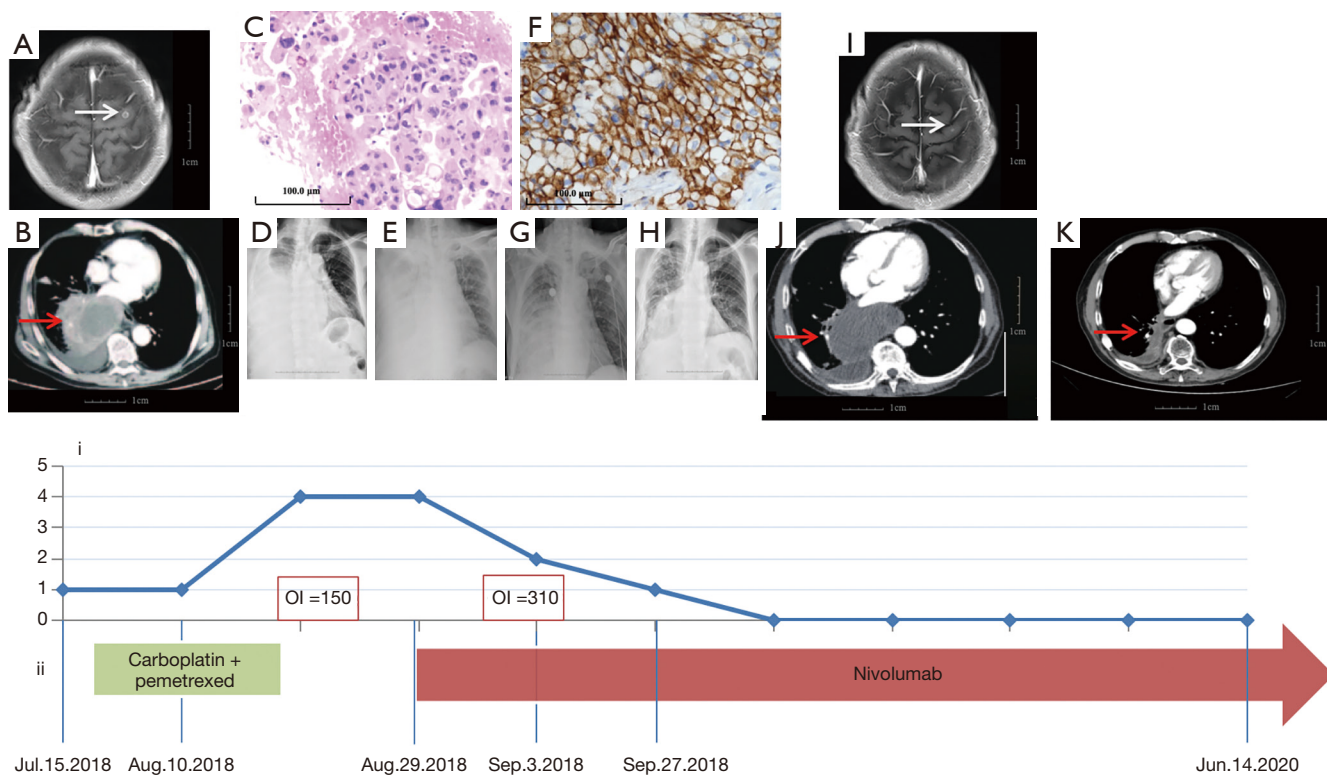 A
C
F
I
1cm
100.0 μm
100.0 μm
1cm
B
D
E
G
H
J
K
1cm
1cm
1cm
1cm
1cm
1cm
i
5
4
3
2
1
0
OI =150
OI =310
ii
Carboplatin +
pemetrexed
Nivolumab
Jul.15.2018
Aug.10.2018
Aug.29.2018
Sep.3.2018
Sep.27.2018
Jun.14.2020